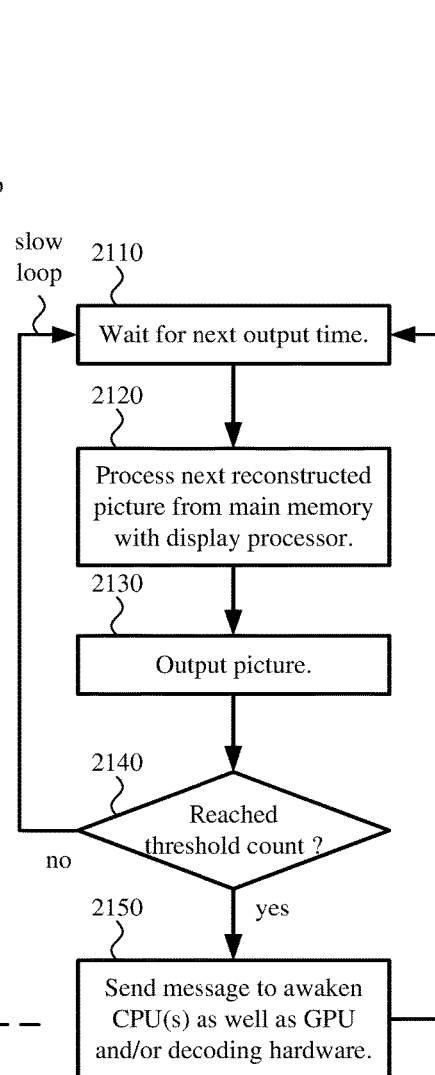 slow
loop
2110
Wait for next output time.
2120
Process next reconstructed
picture from main memory
with display processor.
2130
Output picture.
2140
Reached
threshold count ?
no
yes
2150
Send message to awaken
CPU(s) as well as GPU
and/or decoding hardware.